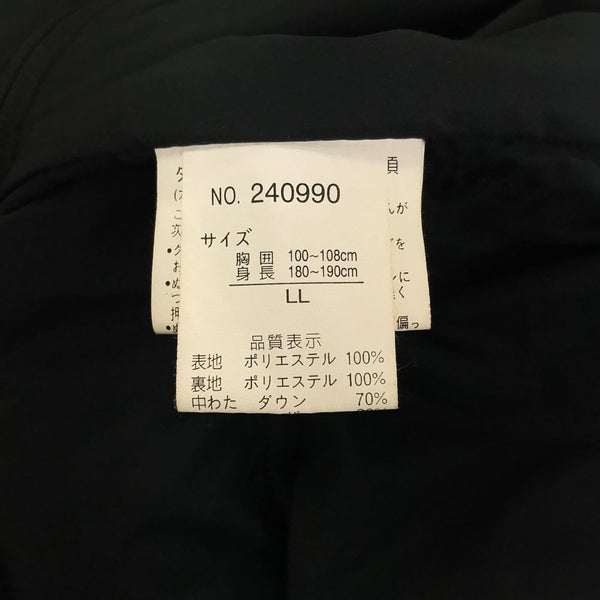 NO. 240990
サイズ
胸囲 100~108cm
身長 180~190cm
LL
品質表示
表地 ポリエステル 100%
裏地 ポリエステル 100%
中わた ダウン 70%